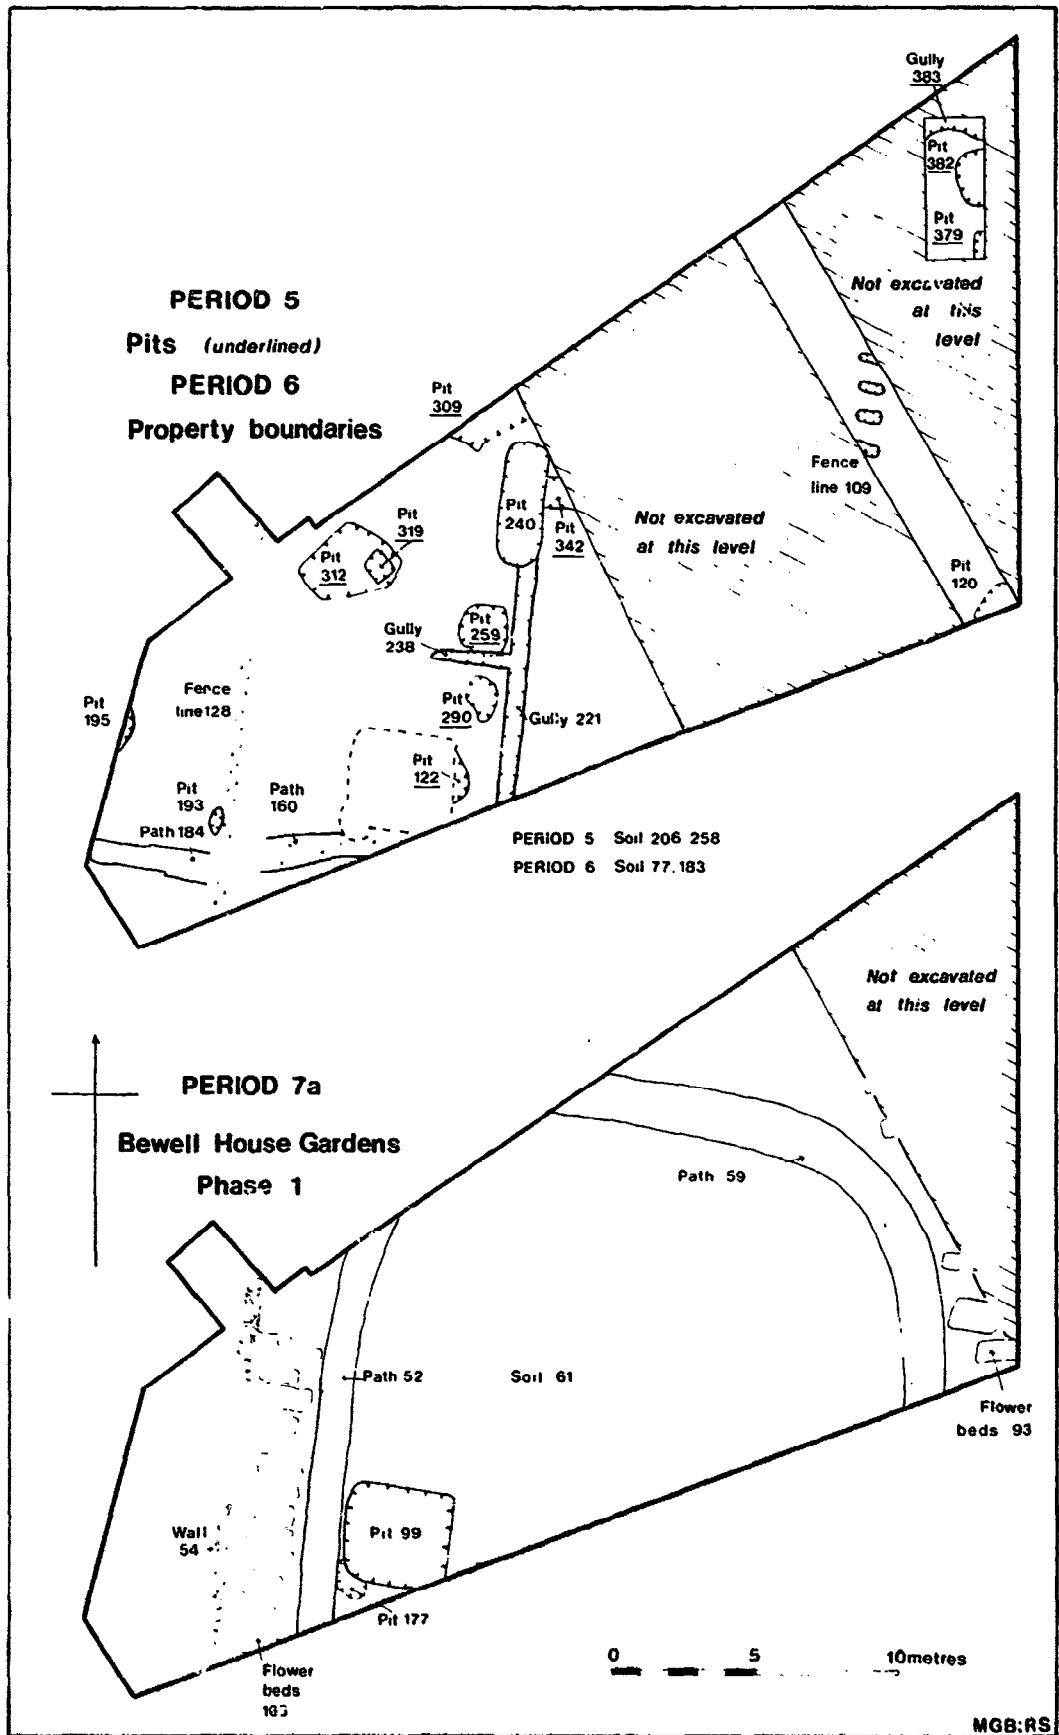 Gully
383
Pit
382
Pit
379
Not excavated
at this
level
PERIOD 5
Pits (underlined)
PERIOD 6
Property boundaries
Pit
309
Fence
line 109
Pit
240
Pit
342
Not excavated
at this level
Pit
319
Pit
312
Pit
120
Pit
259
Gully
238
Pit
195
Fence
line 128
Pit
290
Gully 221
Pit
122
Pit
193
Path
160
Path 184
PERIOD 5 Soil 206 258
PERIOD 6 Soil 77.183
Not excavated
at this level
PERIOD 7a
Bewell House Gardens
Phase 1
Path 59
Path 52
Soil 61
Flower
beds 93
Wall
54
Pit 99
Pit 177
Flower
beds
0 5 10metres
MGB:RS